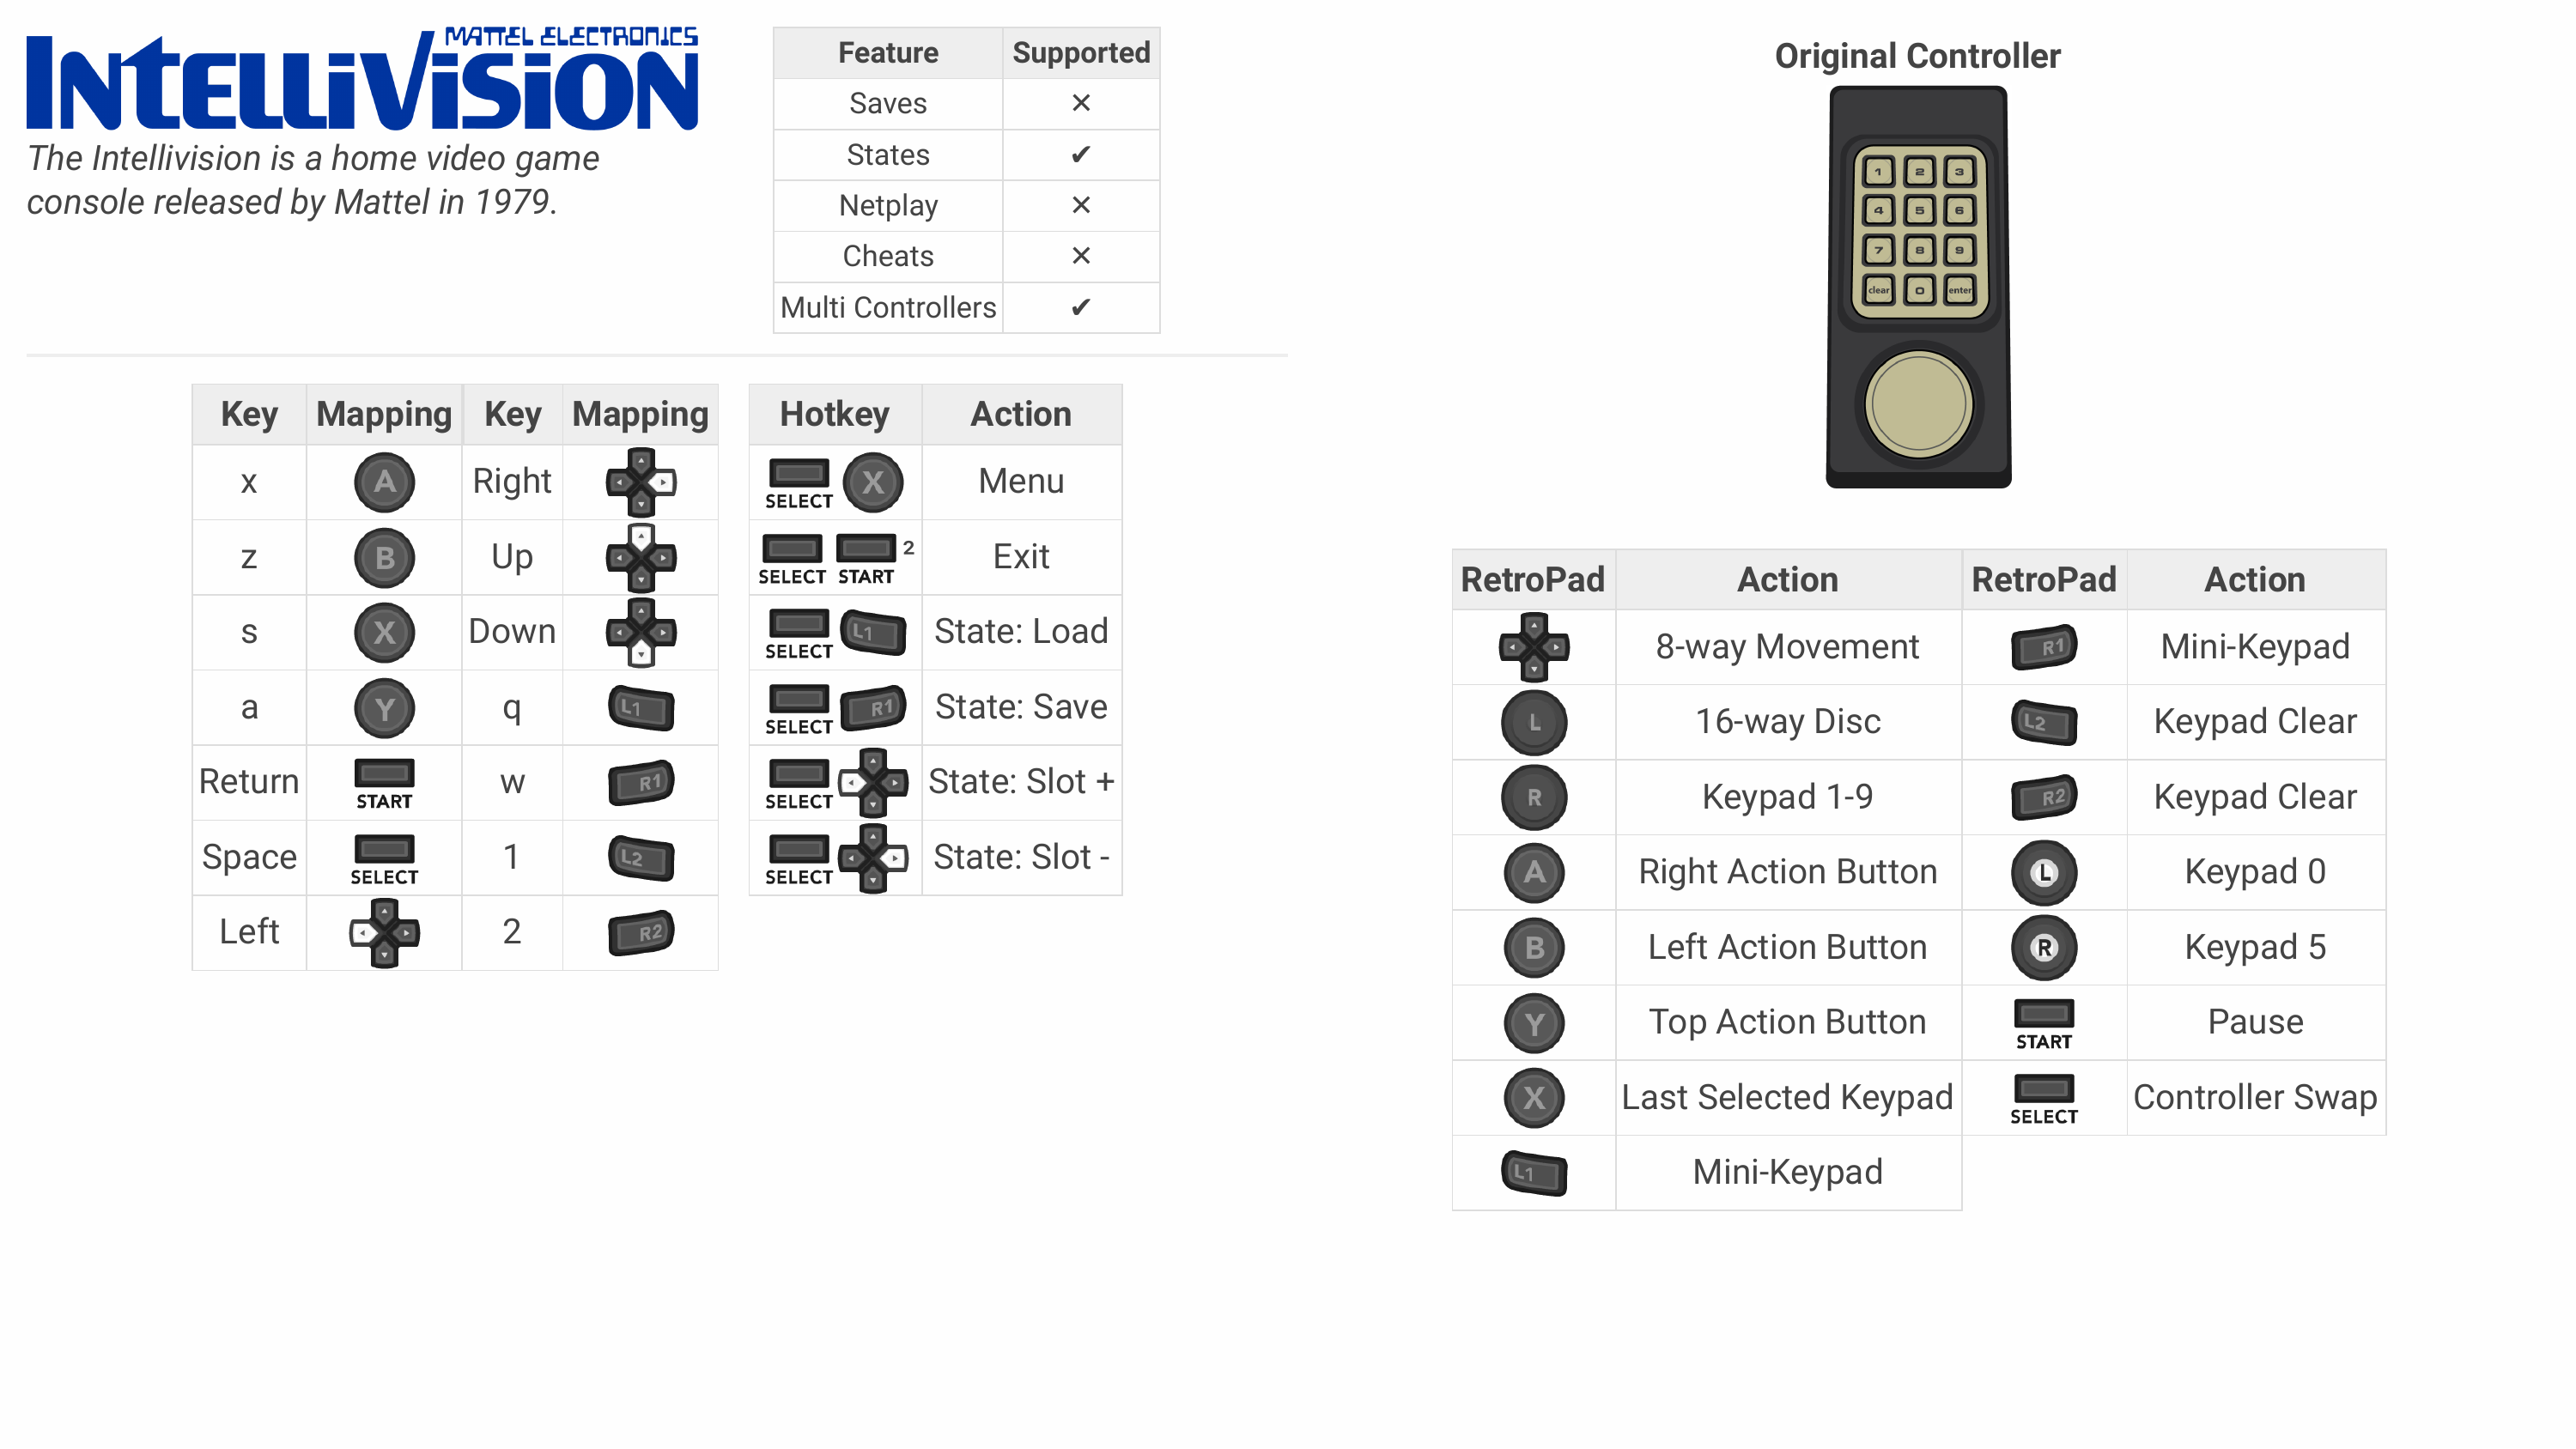 MATTEL ELECTRONICS
INTELLIVISION
The Intellivision is a home video game
console released by Mattel in 1979.
Feature Supported
Saves ✕
States ✔
Netplay ✕
Cheats ✕
Multi Controllers ✔
Key Mapping Key Mapping
x A Right
z B Up
s X Down
a Y q L1
Return START w R1
Space SELECT 1 L2
Left 2 R2
Hotkey Action
SELECT X Menu
SELECT START 2 Exit
SELECT L1 State: Load
SELECT R1 State: Save
SELECT State: Slot +
SELECT State: Slot -
Original Controller
1 2 3
4 5 6
7 8 9
clear 0 enter
RetroPad Action RetroPad Action
8-way Movement R1 Mini-Keypad
L 16-way Disc L2 Keypad Clear
R Keypad 1-9 R2 Keypad Clear
A Right Action Button L Keypad 0
B Left Action Button R Keypad 5
Y Top Action Button START Pause
X Last Selected Keypad SELECT Controller Swap
L1 Mini-Keypad